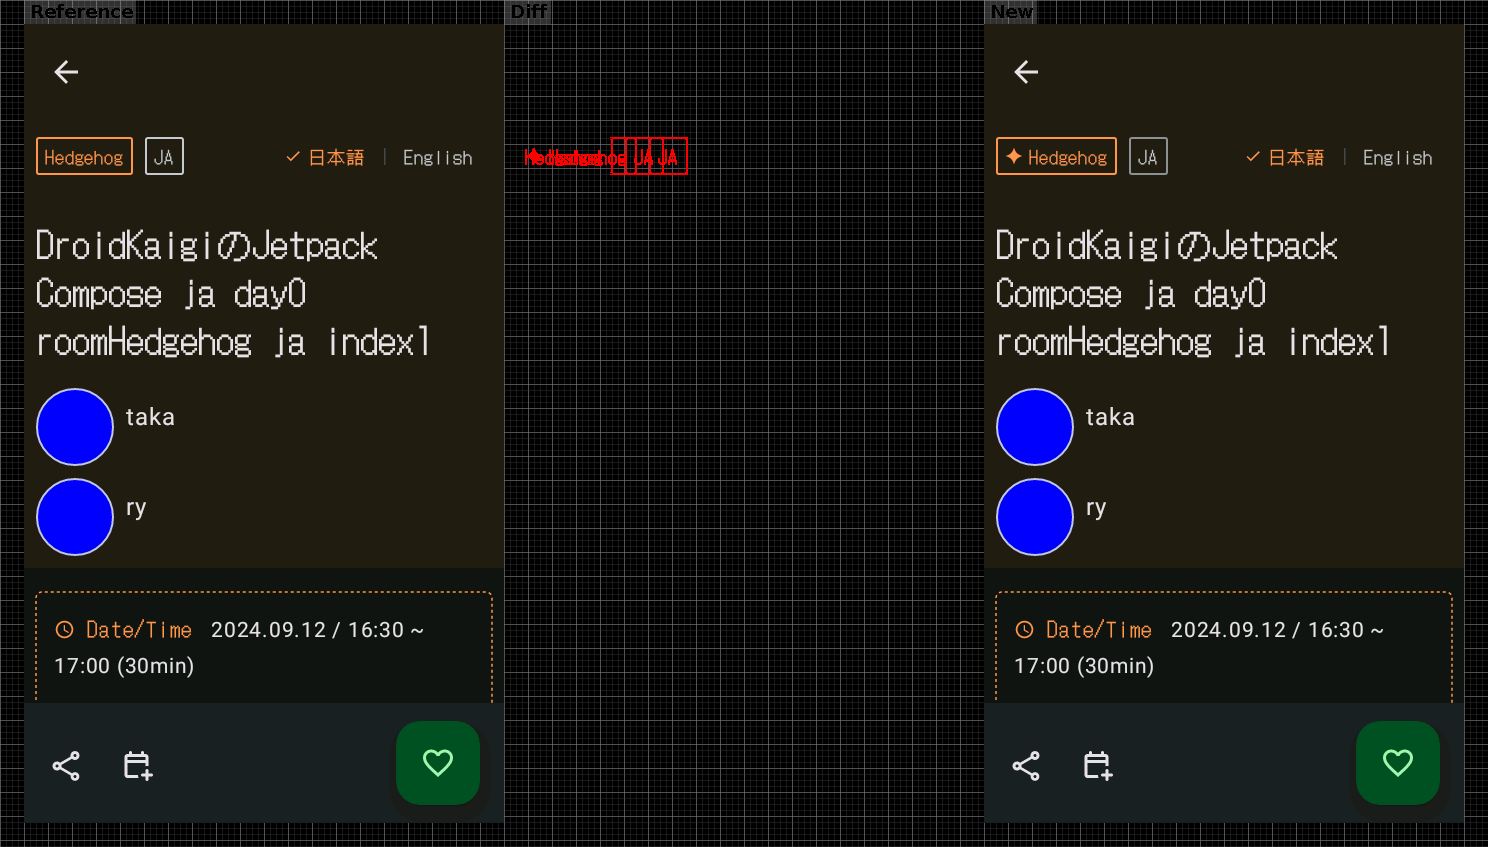 Reference
Diff
New
Hedgehog
JA
日本語
English
DroidKaigiのJetpack
Compose ja day0
roomHedgehog ja index1
taka
ry
Date/Time 2024.09.12 / 16:30 ~
17:00 (30min)
JA
JA
Hedgehog
JA
日本語
English
DroidKaigiのJetpack
Compose ja day0
roomHedgehog ja index1
taka
ry
Date/Time 2024.09.12 / 16:30 ~
17:00 (30min)